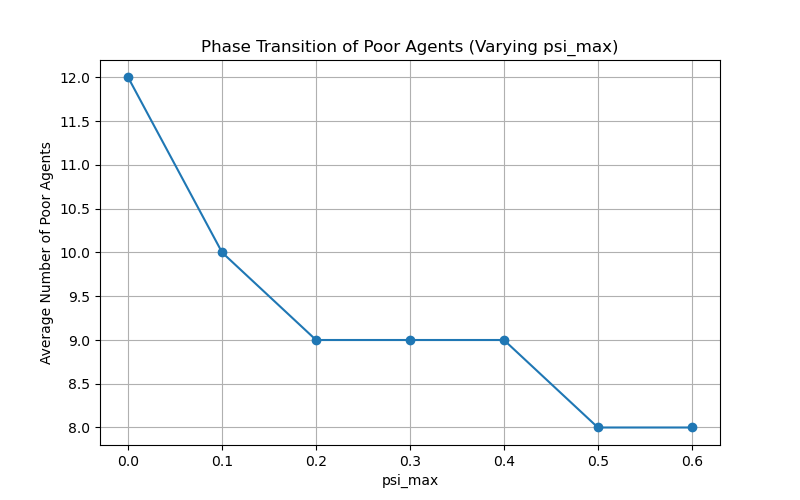 Phase Transition of Poor Agents (Varying psi_max)
Average Number of Poor Agents
12.0
11.5
11.0
10.5
10.0
9.5
9.0
8.5
8.0
0.0 0.1 0.2 0.3 0.4 0.5 0.6
psi_max